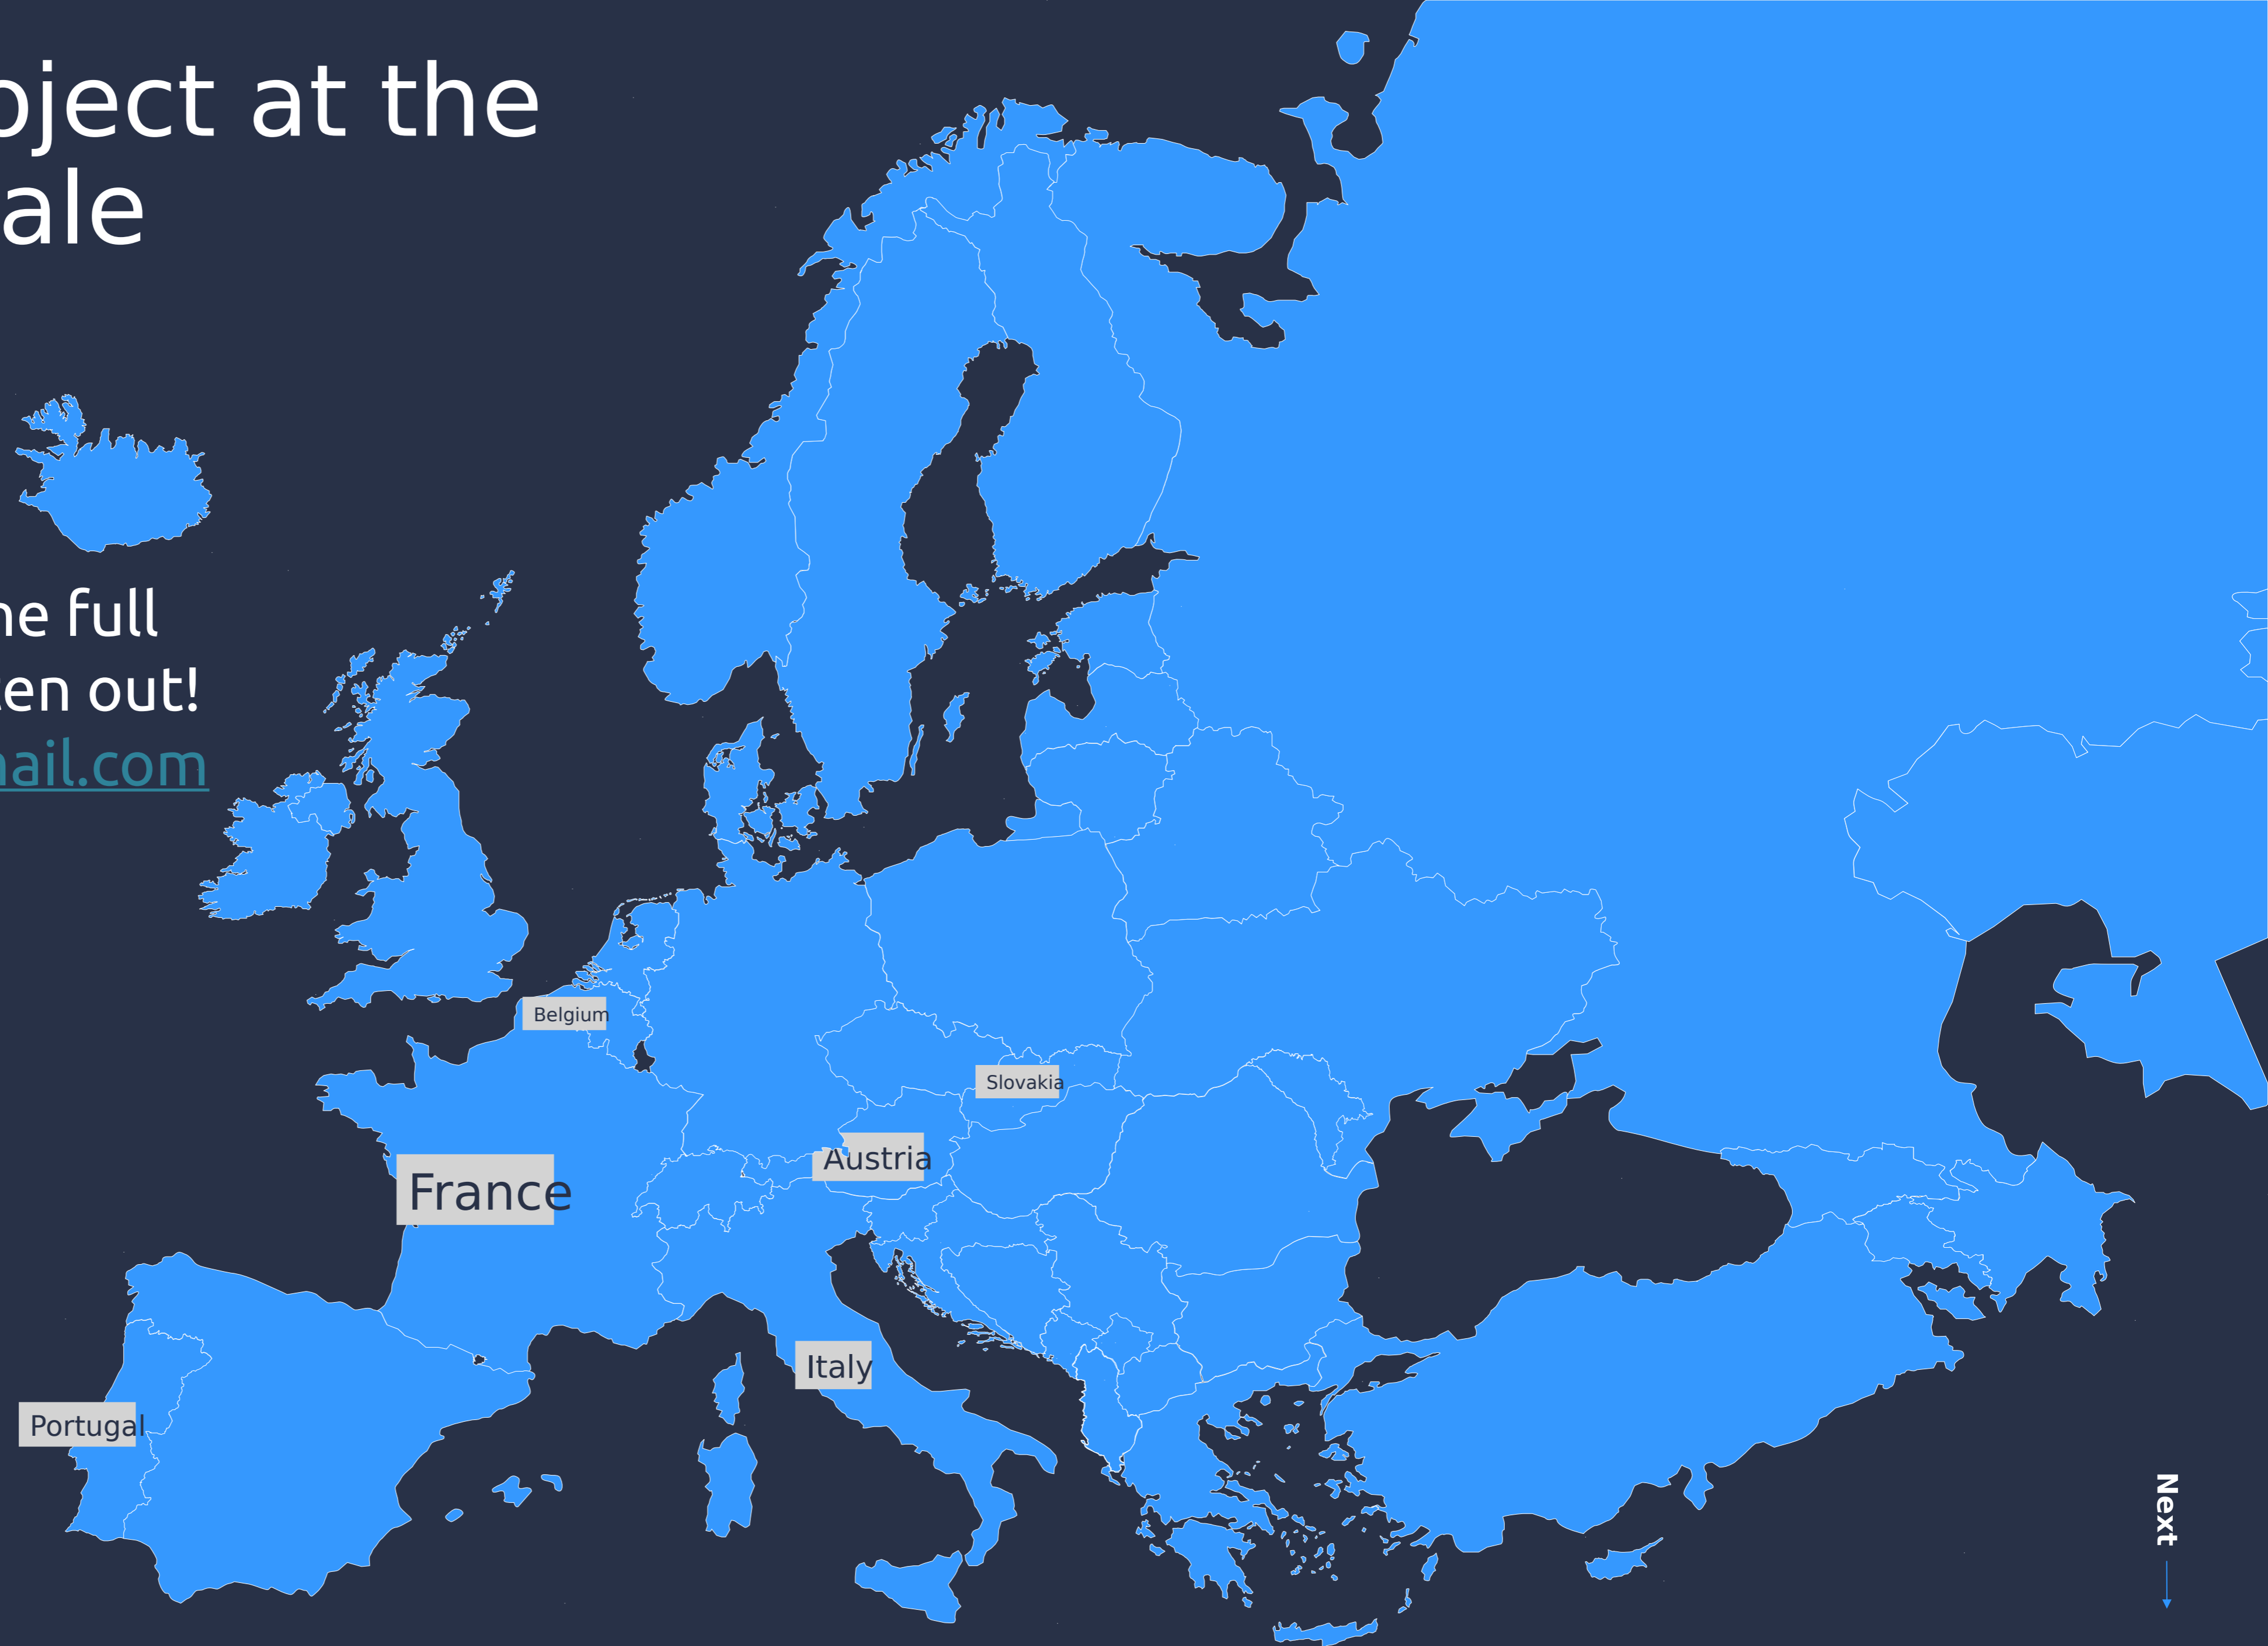 oject at the
ale
he full
en out!
ail.com
Belgium
Slovakia
Austria
France
Italy
Portugal
Next